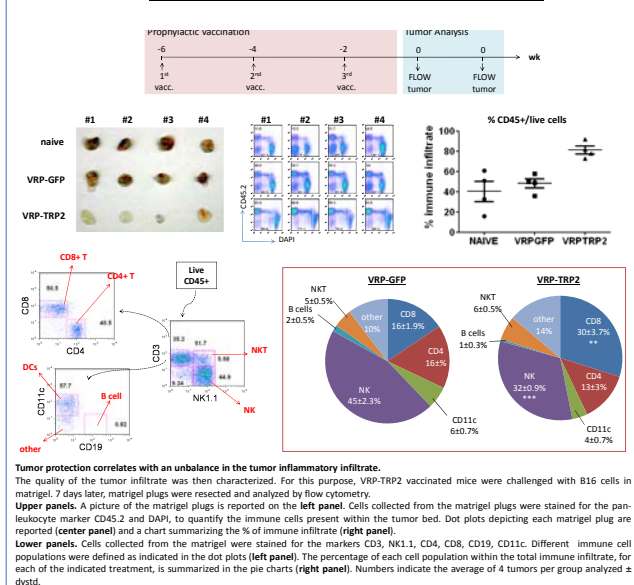 Prophylactic Vaccination Tumor Analysis
-6 -4 -2 0 0 wk
1st vacc. 2nd vacc. 3rd vacc. FLOW tumor FLOW tumor
#1 #2 #3 #4
naive
VRP-GFP
VRP-TRP2
#1 #2 #3 #4
CD45.2
DAPI
% CD45+/live cells
% immune infiltrate
100
80
60
40
20
0
NAIVE VRPGFP VRPTRP2
CD8+ T
CD4+ T
CD8
CD4
Live
CD45+
CD3
NK1.1
NKT
NK
DCs
B cell
other
CD11c
CD19
57.7
0.82
VRP-GFP
NKT
5±0.5%
B cells
2±0.5%
other
10%
CD8
16±1.9%
CD4
16±%
NK
45±2.3%
CD11c
6±0.7%
VRP-TRP2
NKT
6±0.5%
B cells
1±0.3%
other
14%
CD8
30±3.7%
**
CD4
13±3%
NK
32±0.9%
***
CD11c
4±0.7%
Tumor protection correlates with an unbalance in the tumor inflammatory infiltrate.
The quality of the tumor infiltrate was then characterized. For this purpose, VRP-TRP2 vaccinated mice were challenged with B16 cells in
matrigel. 7 days later, matrigel plugs were resected and analyzed by flow cytometry.
Upper panels. A picture of the matrigel plugs is reported on the left panel. Cells collected from the matrigel plugs were stained for the pan-
leukocyte marker CD45.2 and DAPI, to quantify the immune cells present within the tumor bed. Dot plots depicting each matrigel plug are
reported (center panel) and a chart summarizing the % of immune infiltrate (right panel).
Lower panels. Cells collected from the matrigel were stained for the markers CD3, NK1.1, CD4, CD8, CD19, CD11c. Different immune cell
populations were defined as indicated in the dot plots (left panel). The percentage of each cell population within the total immune infiltrate, for
each of the indicated treatment, is summarized in the pie charts (right panel). Numbers indicate the average of 4 tumors per group analyzed ±
dvstd.